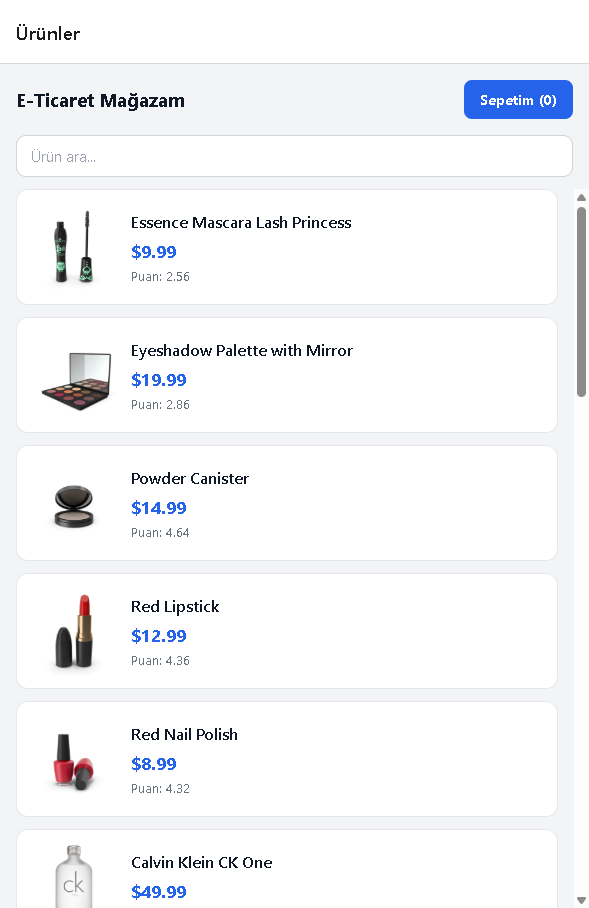 Ürünler
E-Ticaret Mağazam
Sepetim (0)
Ürün ara...
Essence Mascara Lash Princess
$9.99
Puan: 2.56
Eyeshadow Palette with Mirror
$19.99
Puan: 2.86
Powder Canister
$14.99
Puan: 4.64
Red Lipstick
$12.99
Puan: 4.36
Red Nail Polish
$8.99
Puan: 4.32
Calvin Klein CK One
$49.99
ck